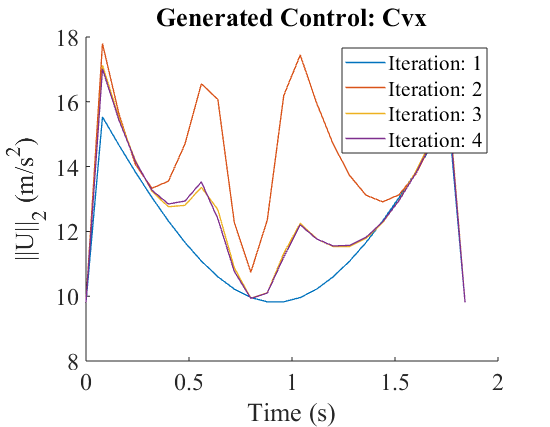 Generated Control: Cvx
18
16
14
12
10
8
||U||₂ (m/s²)
Iteration: 1
Iteration: 2
Iteration: 3
Iteration: 4
0
0.5
1
1.5
2
Time (s)